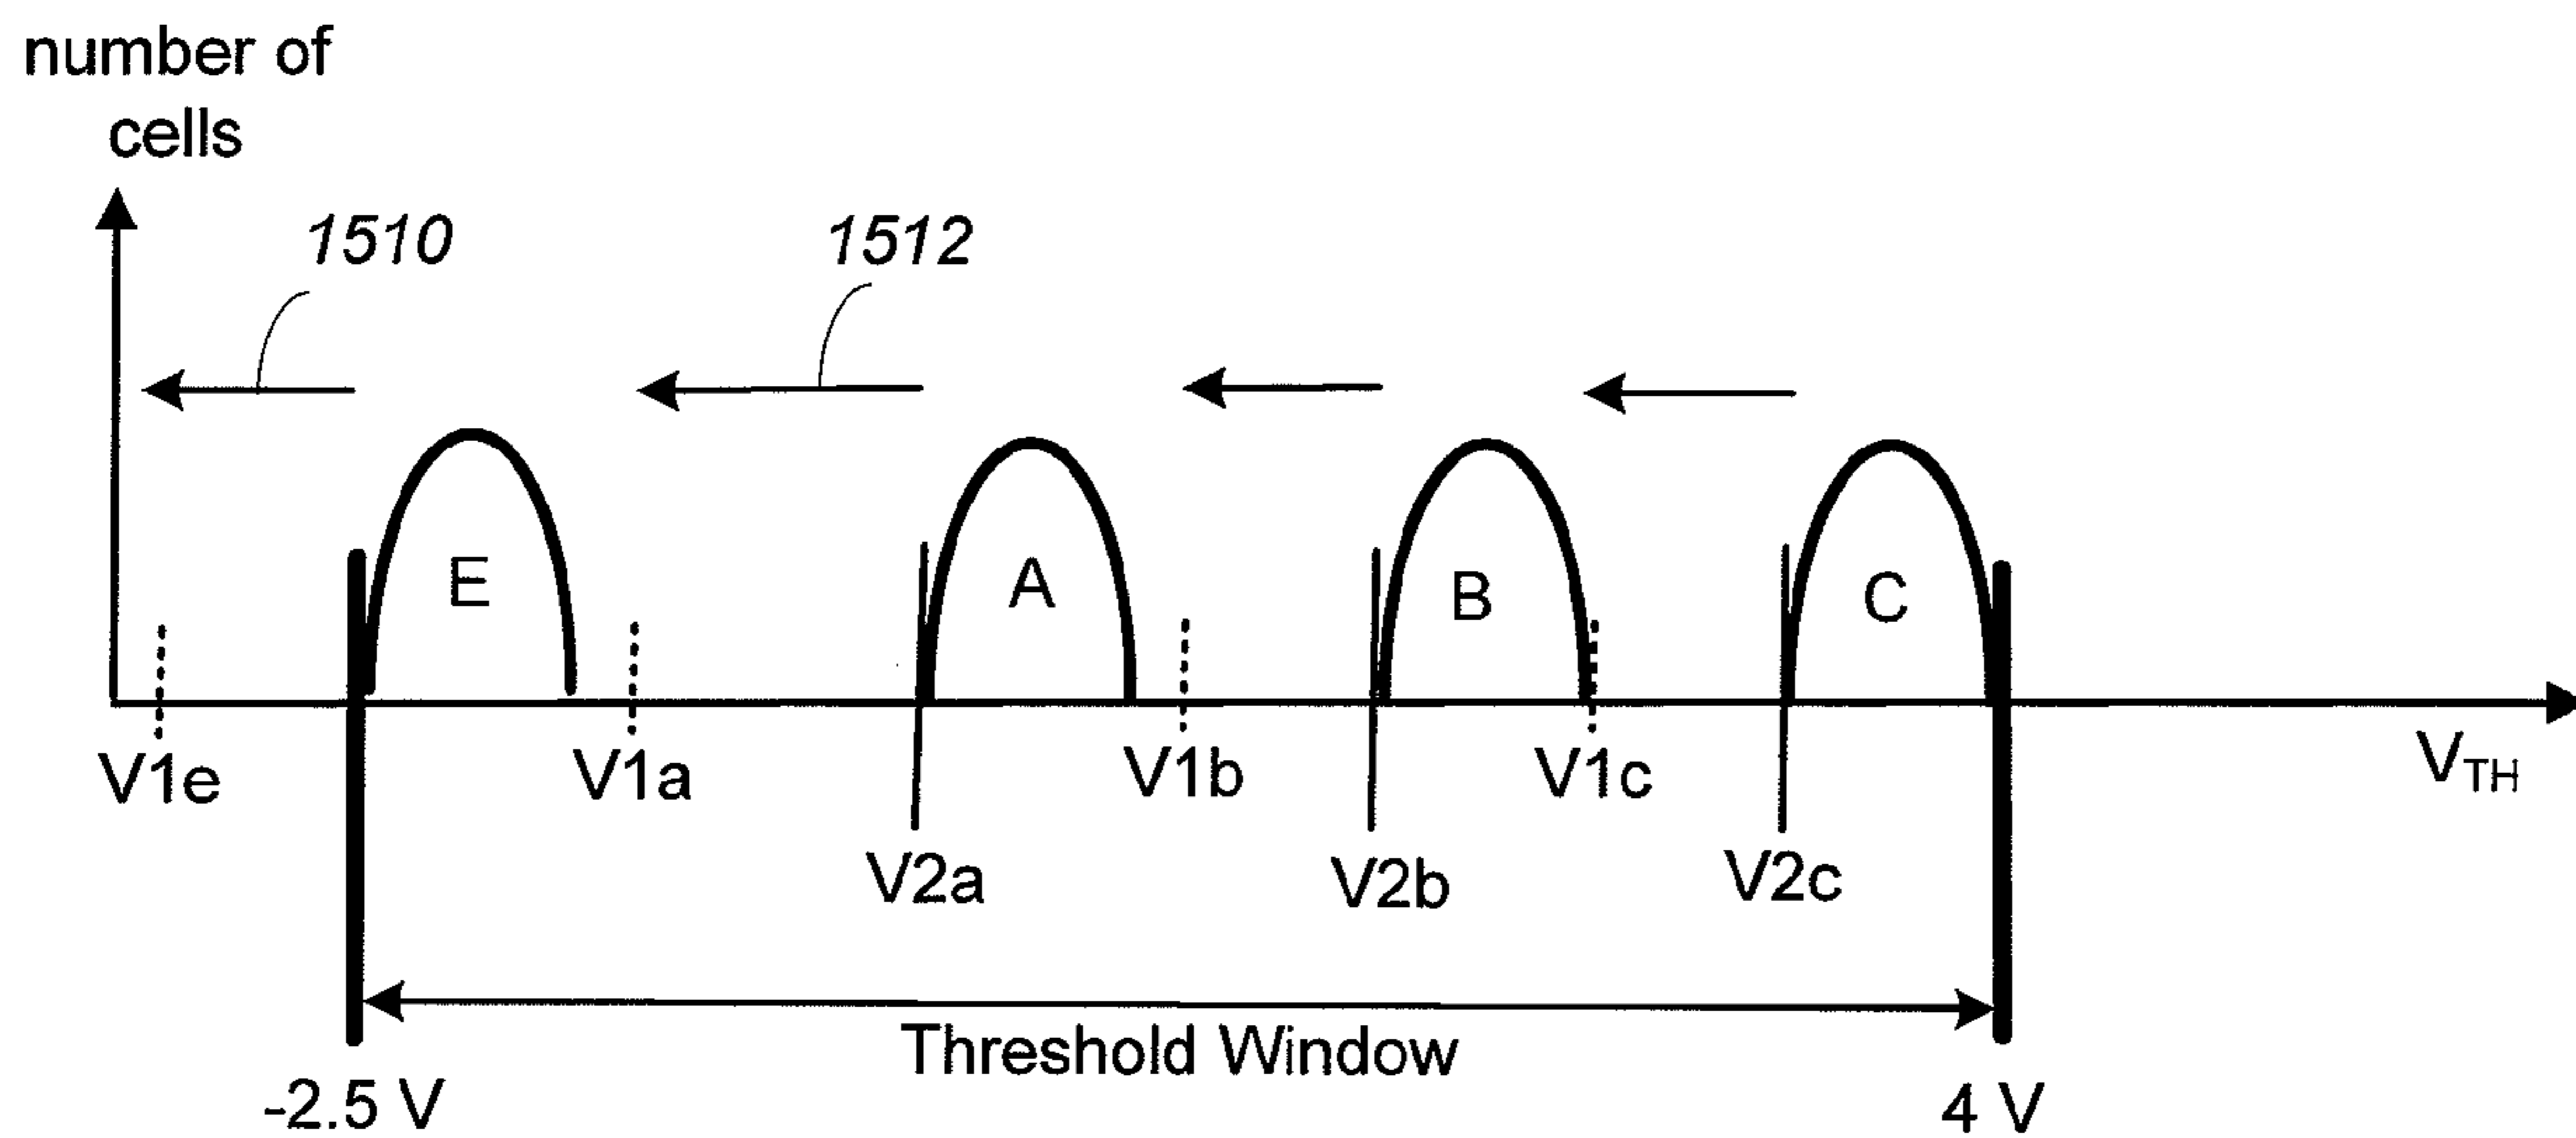 number of
cells
1510
1512
E
A
B
C
V1e
V1a
V1b
V1c
V_TH
V2a
V2b
V2c
Threshold Window
-2.5 V
4 V